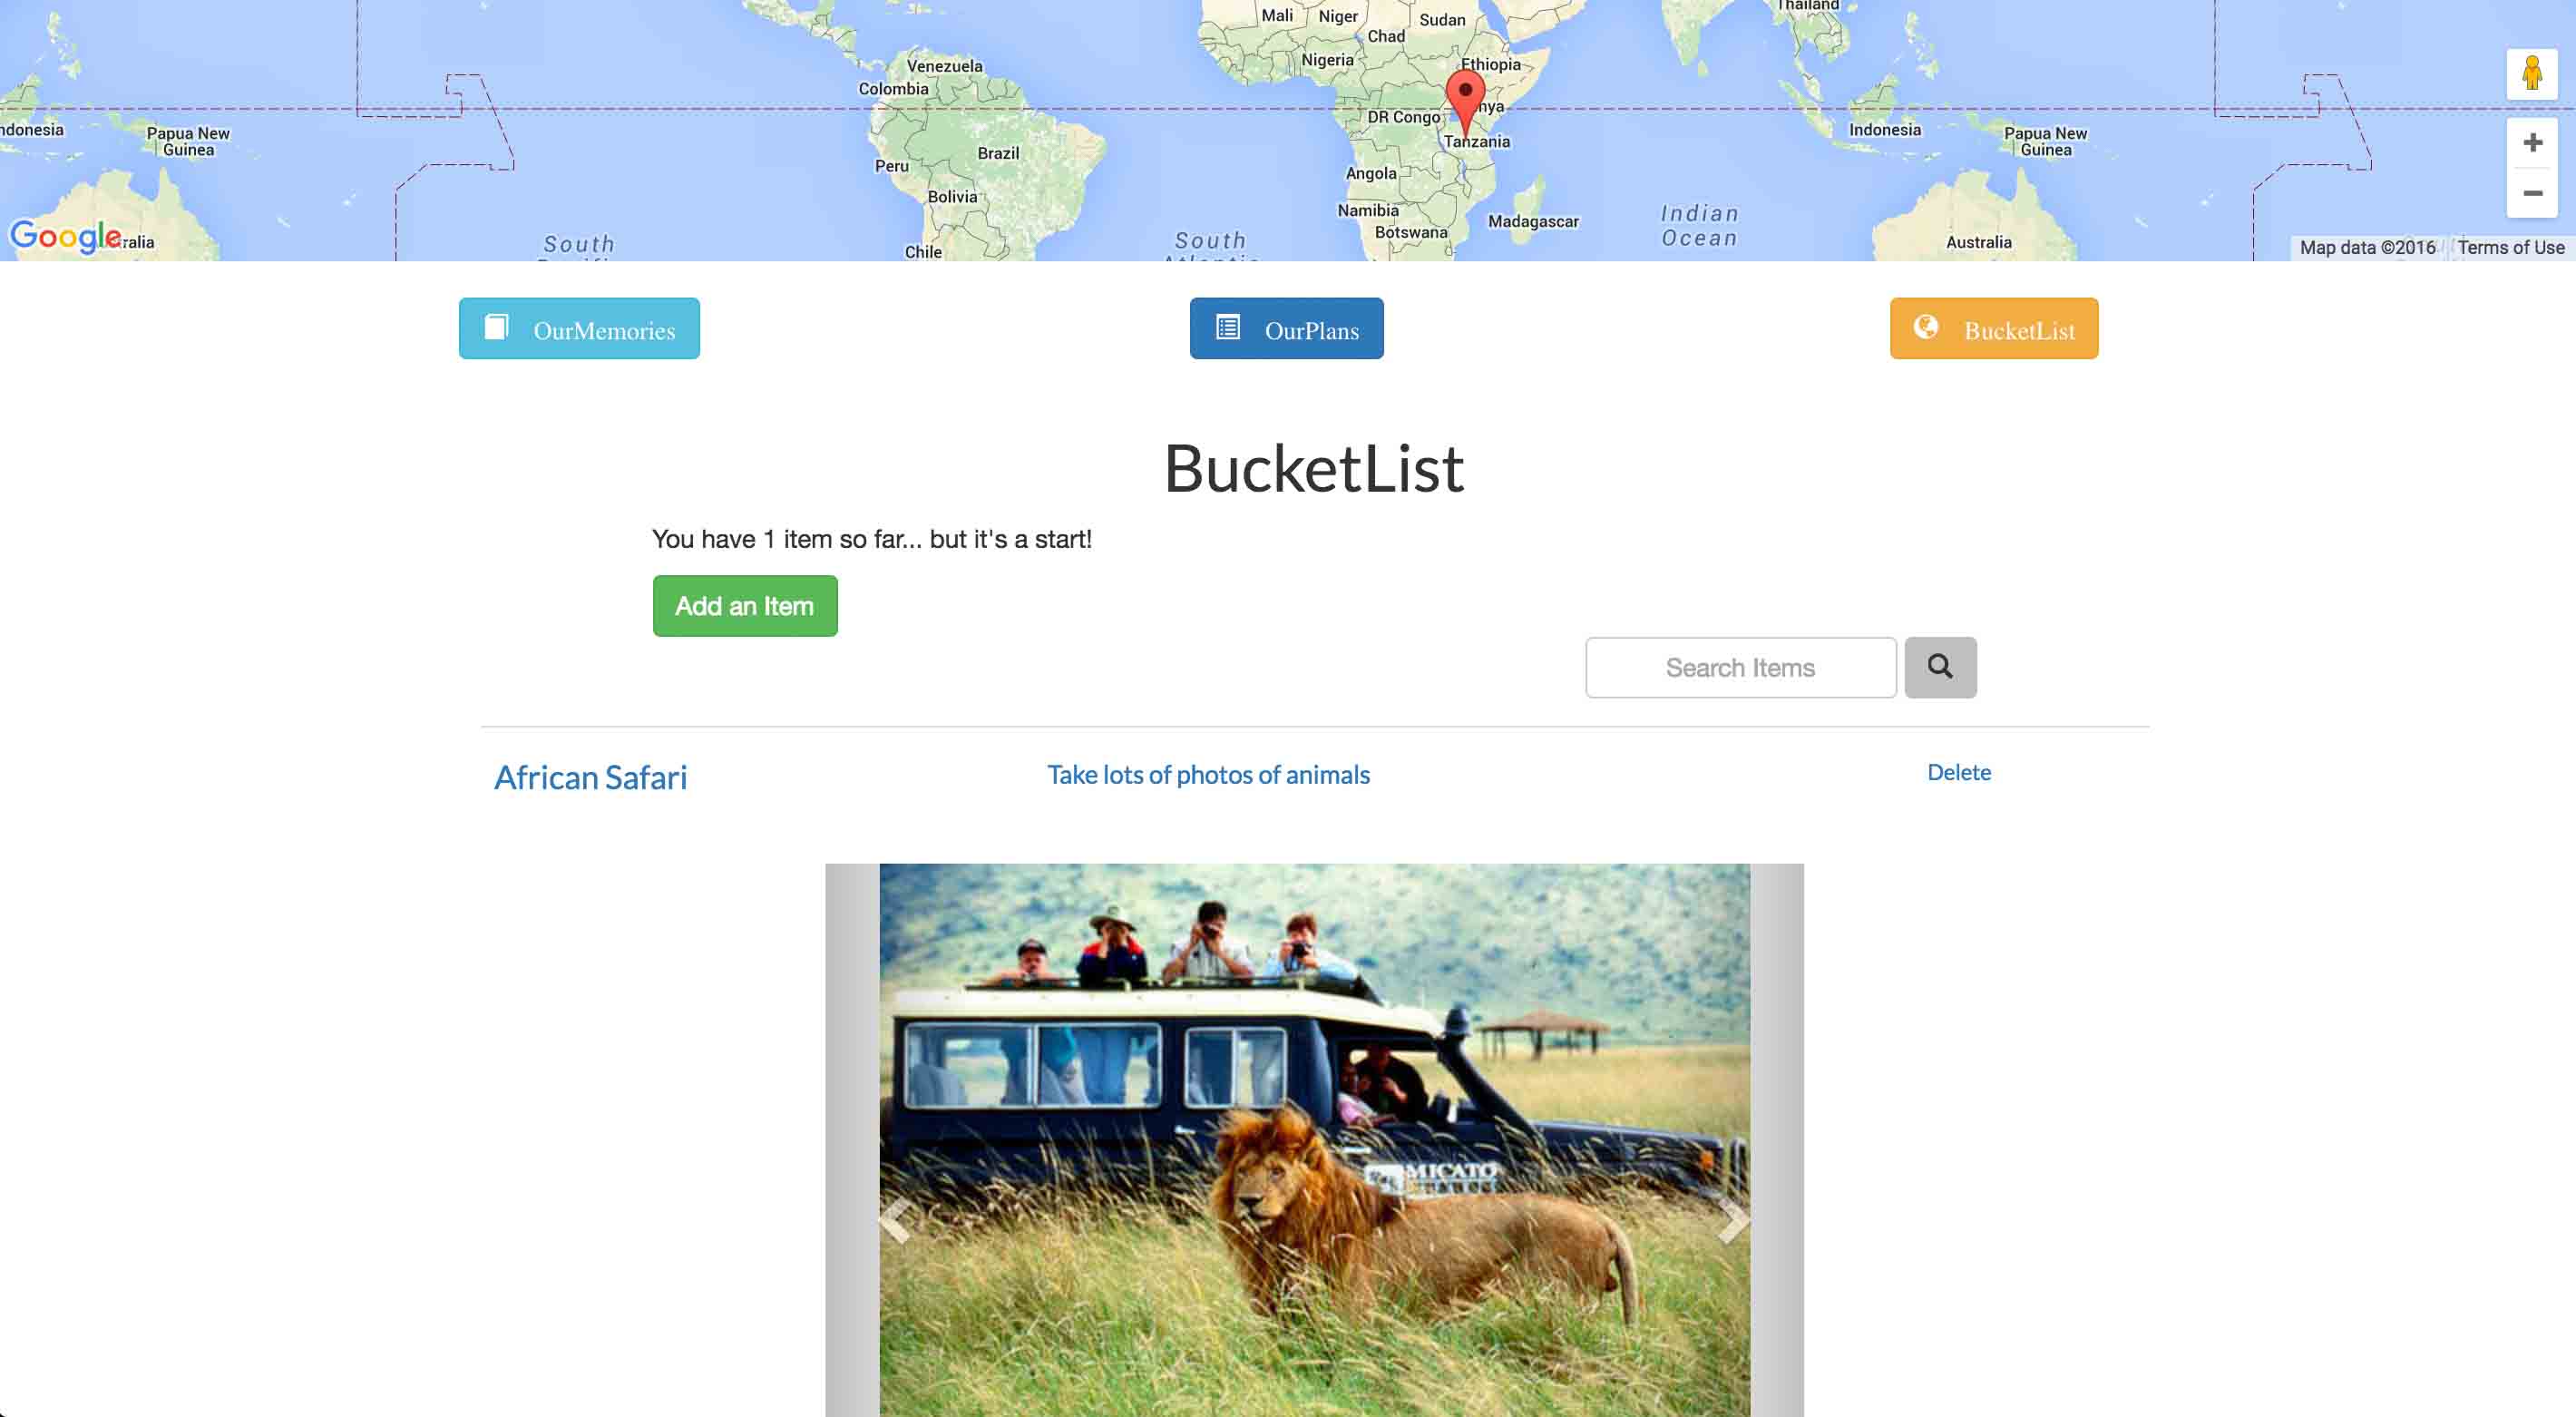 Thailand
Mali
Niger
Sudan
Chad
Nigeria
Ethiopia
Venezuela
Colombia
nya
DR Congo
Tanzania
ndonesia
Papua New
Guinea
Indonesia
Papua New
Guinea
Peru
Brazil
Angola
Bolivia
Namibia
Madagascar
Indian
Ocean
Botswana
South
South
Chile
Google
ralia
Australia
Map data ©2016
Terms of Use
OurMemories
OurPlans
BucketList
BucketList
You have 1 item so far... but it's a start!
Add an Item
Search Items
African Safari
Take lots of photos of animals
Delete
MICATO